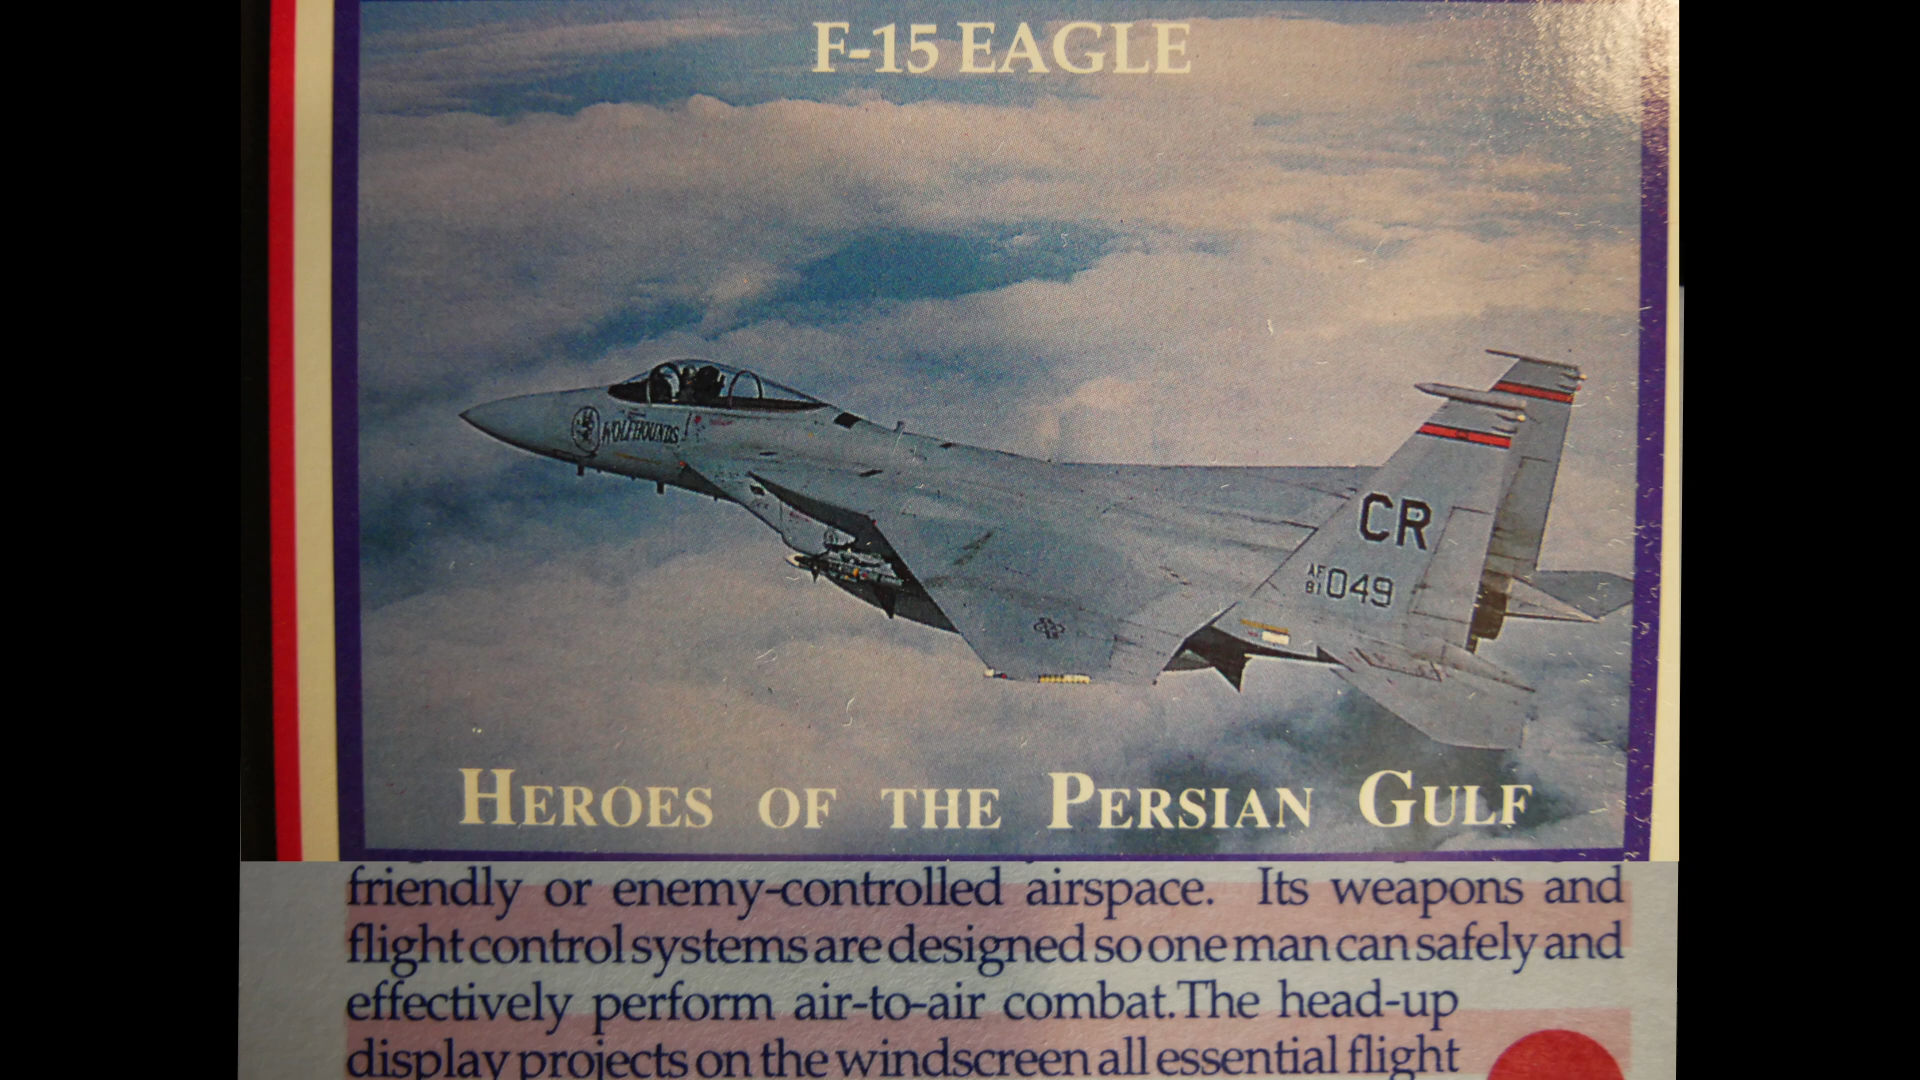 F-15 EAGLE
WOLFHOUNDS
CR
AF
81 049
HEROES OF THE PERSIAN GULF
friendly or enemy-controlled airspace. Its weapons and
flight control systems are designed so one man can safely and
effectively perform air-to-air combat. The head-up
display projects on the windscreen all essential flight